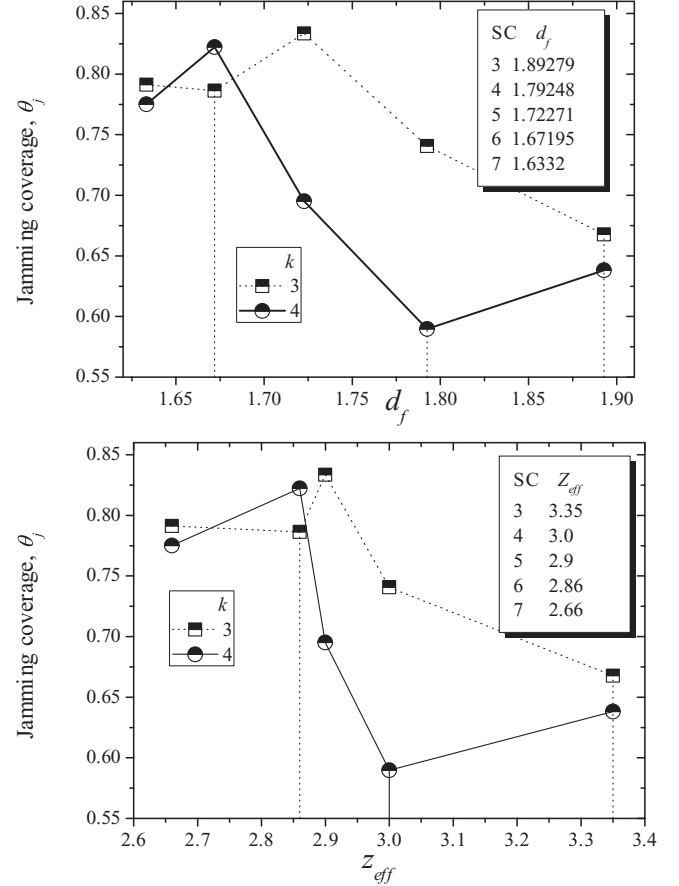 0.85
0.80
0.75
0.70
0.65
0.60
0.55
Jamming coverage, θj
SC df
3 1.89279
4 1.79248
5 1.72271
6 1.67195
7 1.6332
k
3
4
1.65 1.70 1.75 1.80 1.85 1.90
df
0.85
0.80
0.75
0.70
0.65
0.60
0.55
Jamming coverage, θj
SC Zeff
3 3.35
4 3.0
5 2.9
6 2.86
7 2.66
k
3
4
2.6 2.7 2.8 2.9 3.0 3.1 3.2 3.3 3.4
zeff